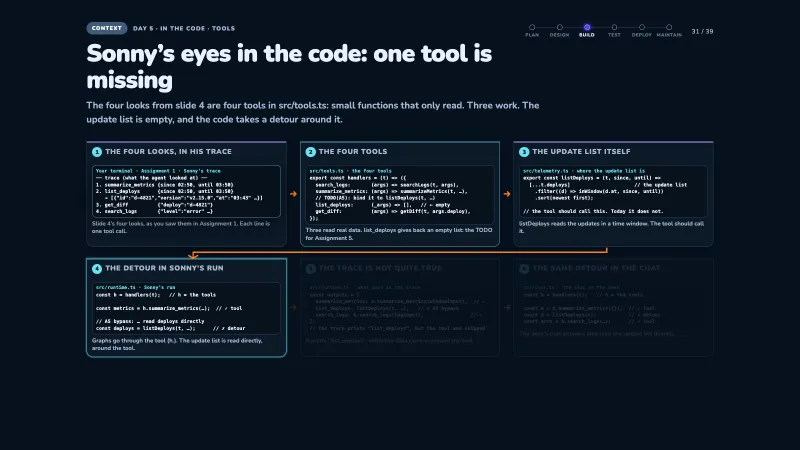 CONTEXT DAY 5 · IN THE CODE · TOOLS
PLAN DESIGN BUILD TEST DEPLOY MAINTAIN
31 / 39
Sonny's eyes in the code: one tool is
missing
The four looks from slide 4 are four tools in src/tools.ts: small functions that only read. Three work. The
update list is empty, and the code takes a detour around it.
1 THE FOUR LOOKS, IN HIS TRACE
Your terminal · Assignment 1 · Sonny's trace
—— trace (what the agent looked at) ——
1. summarize_metrics {since 02:50, until 03:50}
2. list_deploys {since 02:50, until 03:50}
= [{"id":"d-4821","version":"v2.15.0","at":"03:43" …}]
3. get_diff {"deploy":"d-4821"}
4. search_logs {"level":"error" …}
Slide 4's four looks, as you saw them in Assignment 1. Each line is
one tool call.
2 THE FOUR TOOLS
src/tools.ts · the four tools
export const handlers = (t) => ({
search_logs: (args) => searchLogs(t, args),
summarize_metrics: (args) => summarizeMetrics(t, …),
// TODO(A5): bind it to listDeploys(t, …)
list_deploys: (_args) => [], // ← empty
get_diff: (args) => getDiff(t, args.deploy),
});
Three read real data. list_deploys gives back an empty list: the TODO
for Assignment 5.
3 THE UPDATE LIST ITSELF
src/telemetry.ts · where the update list is
export const listDeploys = (t, since, until) =>
[...t.deploys] // the update list
.filter((d) => inWindow(d.at, since, until))
.sort(newest first);
// the tool should call this. Today it does not.
listDeploys reads the updates in a time window. The tool should call
it.
4 THE DETOUR IN SONNY'S RUN
src/runtime.ts · Sonny's run
const h = handlers(t); // h = the tools
const metrics = h.summarize_metrics(…); // ✓ tool
// A5 bypass: … read deploys directly
const deploys = listDeploys(t, …); // ✗ detour
Graphs go through the tool (h.). The update list is read directly,
around the tool.
THE TRACE IS NOT QUITE TRUE
THE SAME DETOUR IN THE CHAT